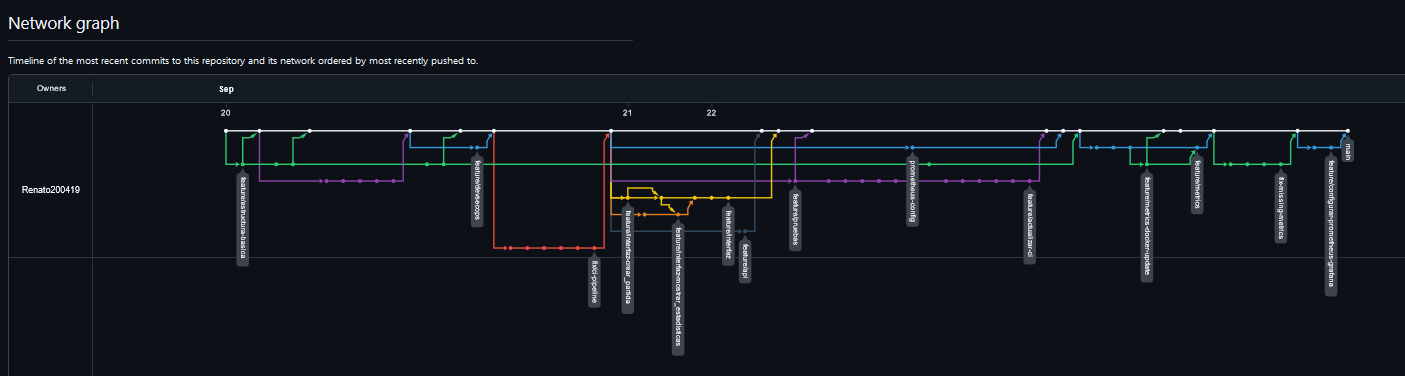 Network graph
Timeline of the most recent commits to this repository and its network ordered by most recently pushed to.
Owners
Sep
20
21
22
Renato200419
feature/estructura-basica
feature/devsecops
fix/ci-pipeline
feature/interfaz-crear_partida
feature/interfaz-mostrar_estadisticas
feature/interfaz
feature/api
feature/pruebas
prometheus-config
feature/actualizar-ci
feature/metrics-docker-update
feature/metrics
fix-missing-metrics
feature/configurar-prometheus-grafana
main